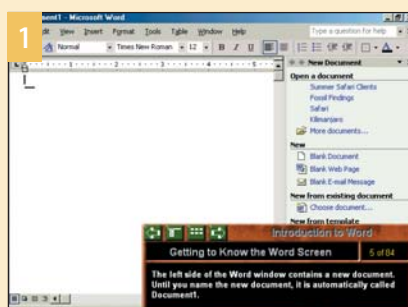 1
ment1 - Microsoft Word
dit View Insert Format Tools Table Window Help
Type a question for help
Normal Times New Roman 12 B I U
New Document
Open a document
Summer Safari Clients
Fossil Findings
Safari
Kilimanjaro
More documents...
New
Blank Document
Blank Web Page
Blank E-mail Message
New from existing document
Choose document...
New from template
Introduction to Word
Getting to Know the Word Screen 5 of 84
The left side of the Word window contains a new document.
Until you name the new document, it is automatically called
Document1.